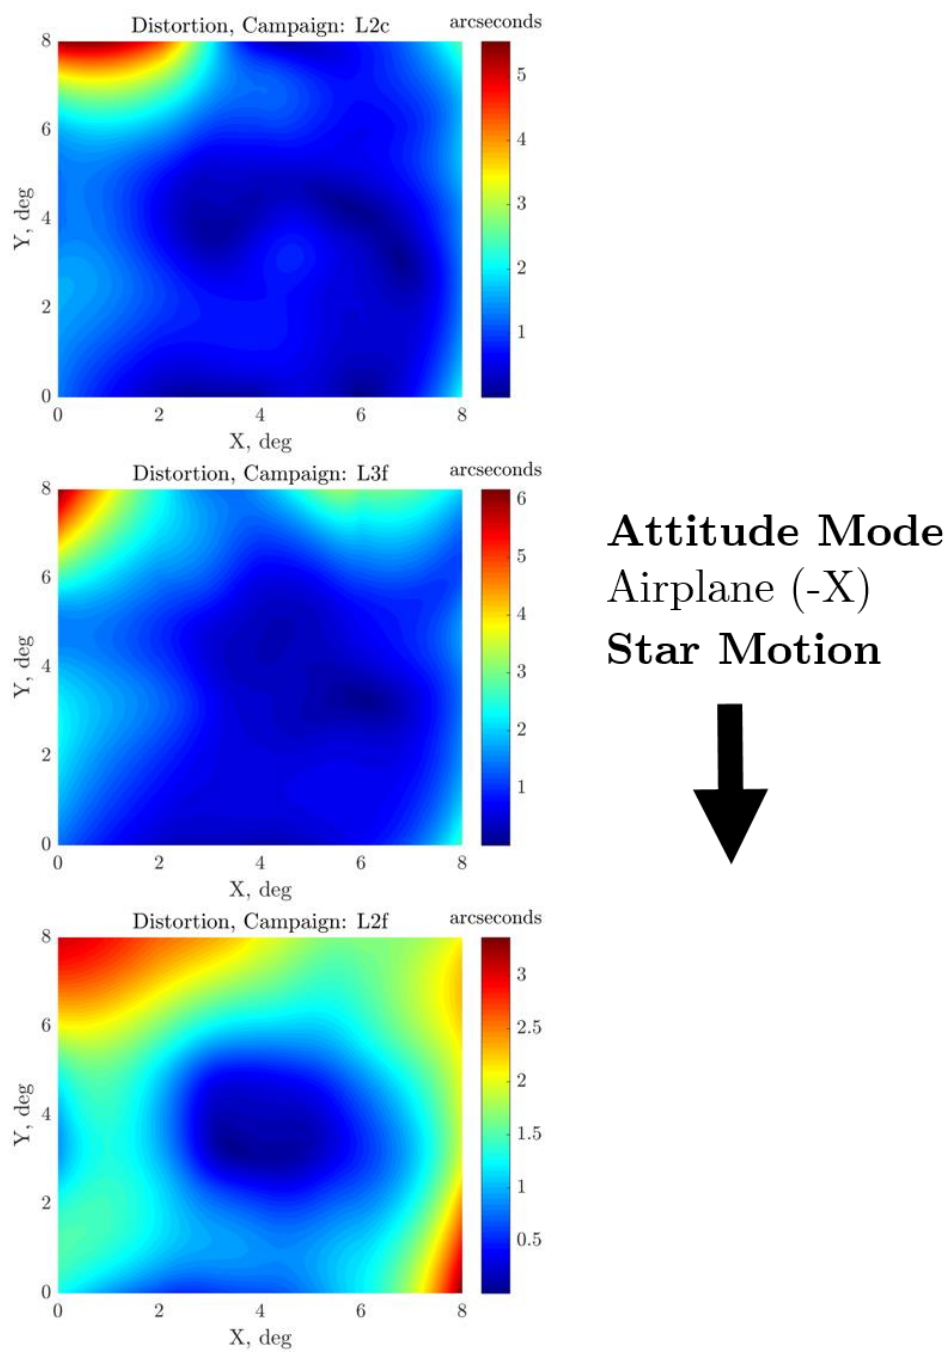 Distortion, Campaign: L2c
arcseconds
8
6
4
2
0
Y, deg
0 2 4 6 8
X, deg
5
4
3
2
1
Distortion, Campaign: L3f
arcseconds
8
6
4
2
0
Y, deg
0 2 4 6 8
X, deg
6
5
4
3
2
1
Attitude Mode
Airplane (-X)
Star Motion
Distortion, Campaign: L2f
arcseconds
8
6
4
2
0
Y, deg
0 2 4 6 8
X, deg
3
2.5
2
1.5
1
0.5